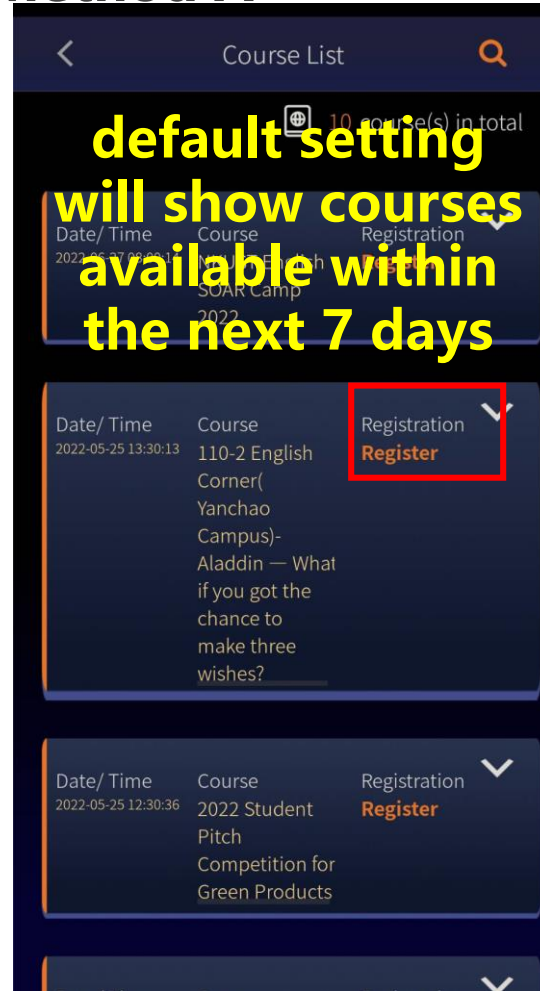 Course List
10 course(s) in total
default setting
will show courses
available within
the next 7 days
Date/ Time
Course
Registration
SOAR Camp
2022
Date/ Time
2022-05-25 13:30:13
Course
110-2 English
Corner(
Yanchao
Campus)-
Aladdin — What
if you got the
chance to
make three
wishes?
Registration
Register
Date/ Time
2022-05-25 12:30:36
Course
2022 Student
Pitch
Competition for
Green Products
Registration
Register